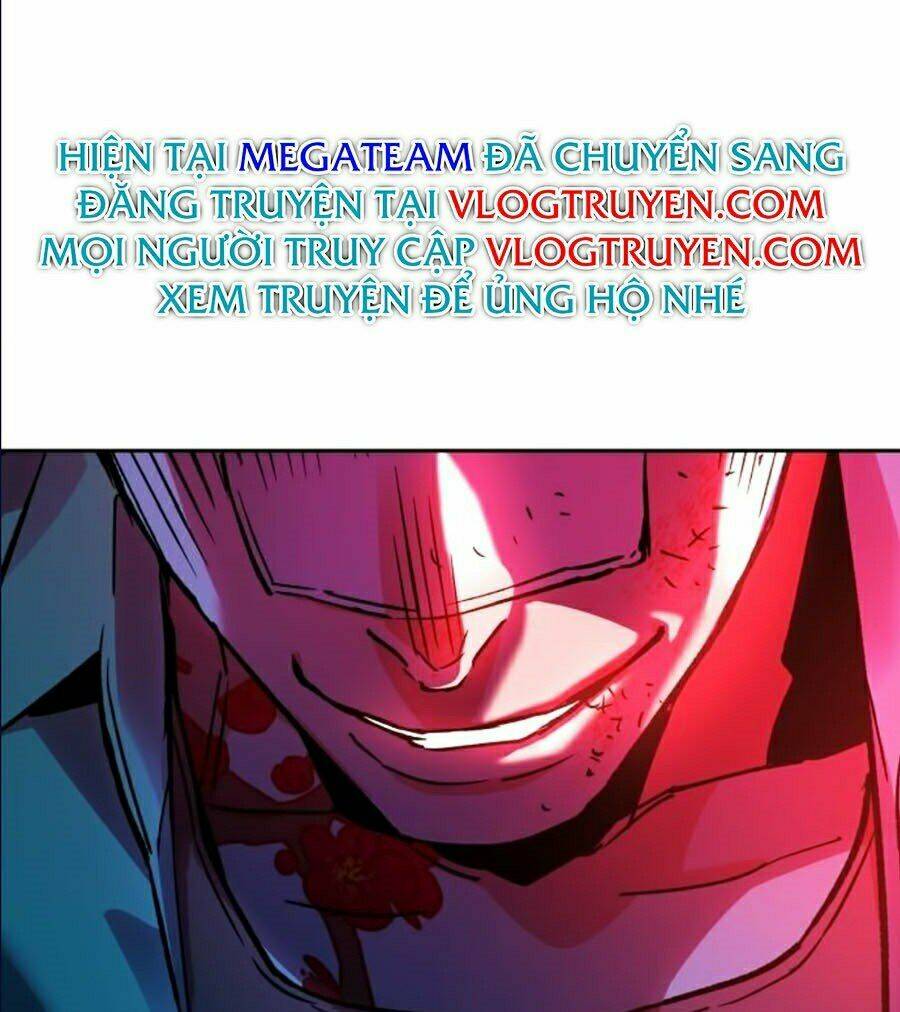 HIỆN TẠI MEGATEAM ĐÃ CHUYỂN SANG
ĐĂNG TRUYỆN TẠI VLOGTRUYEN.COM
MỌI NGƯỜI TRUY CẬP VLOGTRUYEN.COM
XEM TRUYỆN ĐỂ ỦNG HỘ NHÉ